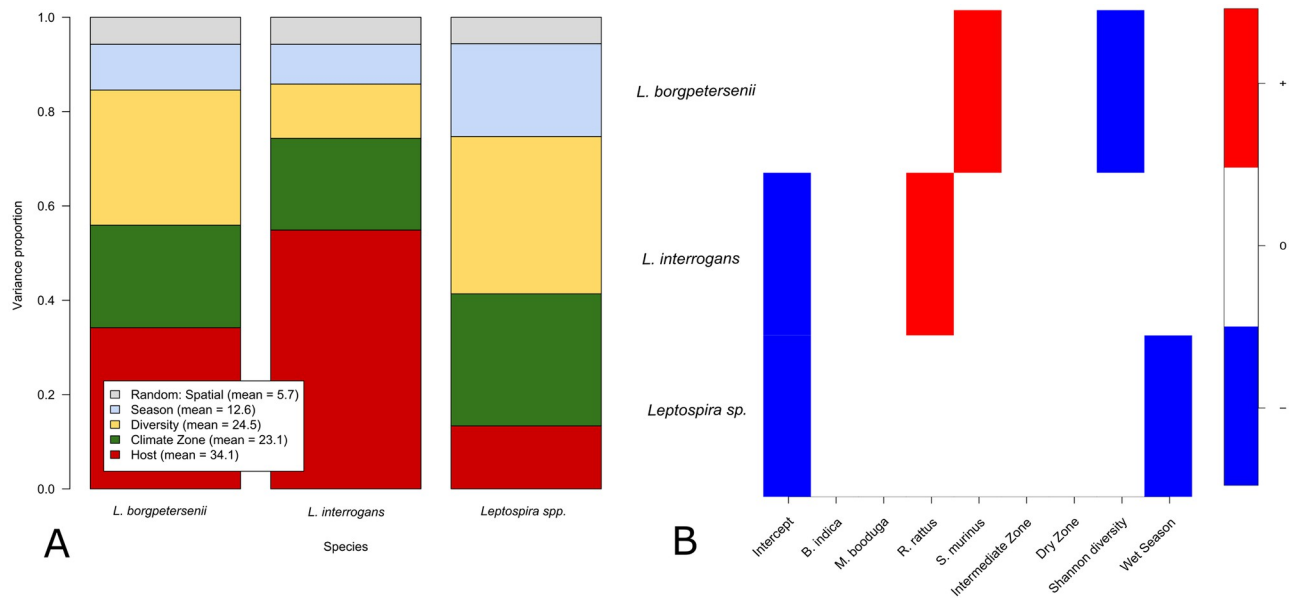 1.0
0.8
0.6
0.4
0.2
0.0
Variance proportion
Random: Spatial (mean = 5.7)
Season (mean = 12.6)
Diversity (mean = 24.5)
Climate Zone (mean = 23.1)
Host (mean = 34.1)
L. borgpetersenii
L. interrogans
Leptospira spp.
Species
A
L. borgpetersenii
L. interrogans
Leptospira sp.
+
0
−
Intercept
B. indica
M. booduga
R. rattus
S. murinus
Intermediate Zone
Dry Zone
Shannon diversity
Wet Season
B